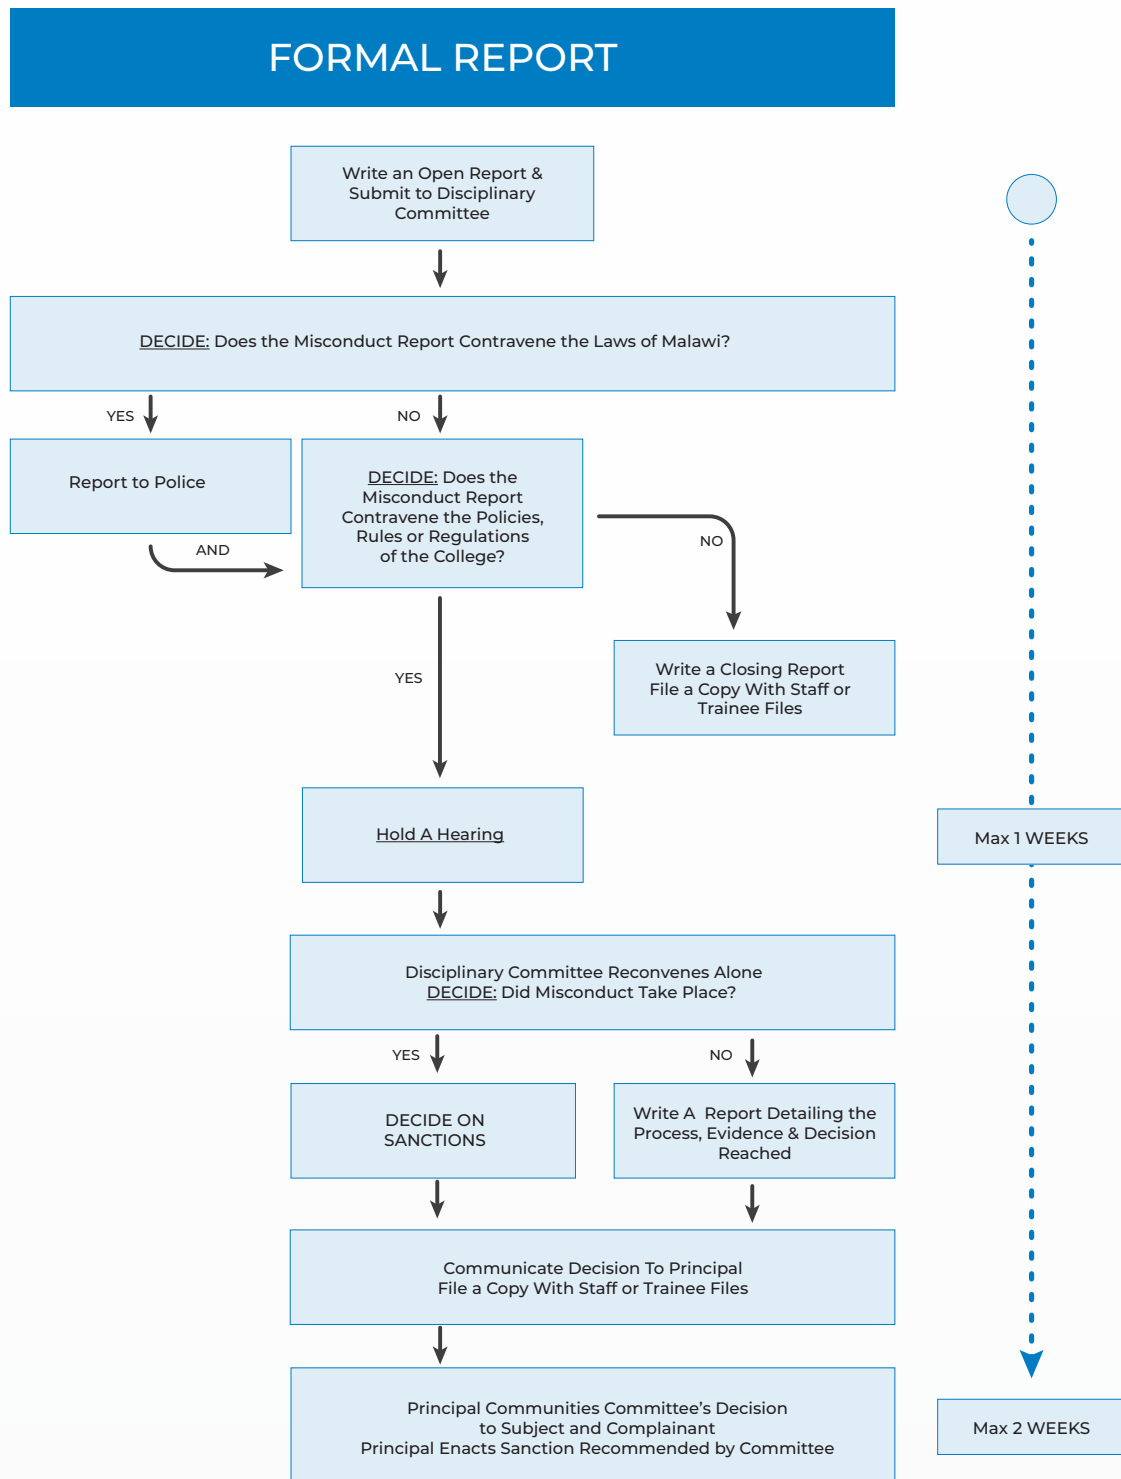 FORMAL REPORT
Write an Open Report &
Submit to Disciplinary
Committee
DECIDE: Does the Misconduct Report Contravene the Laws of Malawi?
YES
NO
Report to Police
DECIDE: Does the
Misconduct Report
Contravene the Policies,
Rules or Regulations
of the College?
AND
NO
YES
Write a Closing Report
File a Copy With Staff or
Trainee Files
Hold A Hearing
Max 1 WEEKS
Disciplinary Committee Reconvenes Alone
DECIDE: Did Misconduct Take Place?
YES
NO
DECIDE ON
SANCTIONS
Write A Report Detailing the
Process, Evidence & Decision
Reached
Communicate Decision To Principal
File a Copy With Staff or Trainee Files
Principal Communities Committee's Decision
to Subject and Complainant
Principal Enacts Sanction Recommended by Committee
Max 2 WEEKS